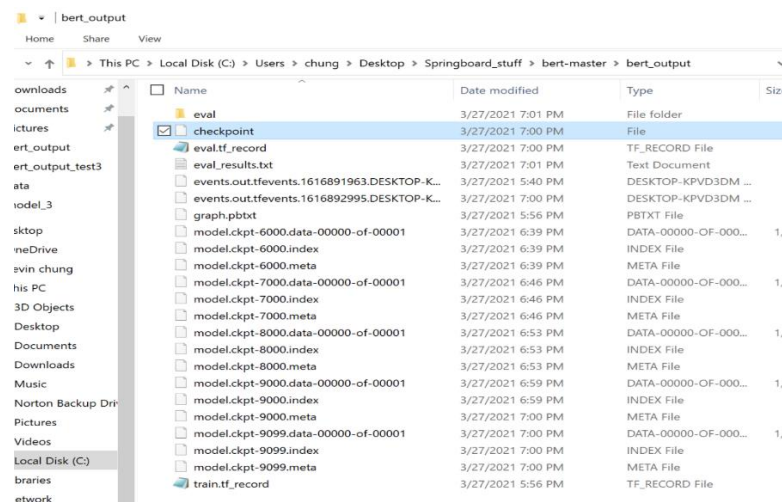 bert_output
Home Share View
This PC > Local Disk (C:) > Users > chung > Desktop > Springboard_stuff > bert-master > bert_output
ownloads
ocuments
ictures
ert_output
ert_output_test3
ata
nodel_3
sktop
neDrive
evin chung
his PC
3D Objects
Desktop
Documents
Downloads
Music
Norton Backup Dri
Pictures
Videos
Local Disk (C:)
braries
etwork
Name Date modified Type Siz
eval 3/27/2021 7:01 PM File folder
checkpoint 3/27/2021 7:00 PM File
eval.tf_record 3/27/2021 7:00 PM TF_RECORD File
eval_results.txt 3/27/2021 7:01 PM Text Document
events.out.tfevents.1616891963.DESKTOP-K... 3/27/2021 5:40 PM DESKTOP-KPVD3DM ...
events.out.tfevents.1616892995.DESKTOP-K... 3/27/2021 7:00 PM DESKTOP-KPVD3DM ...
graph.pbtxt 3/27/2021 5:56 PM PBTXT File
model.ckpt-6000.data-00000-of-00001 3/27/2021 6:39 PM DATA-00000-OF-000... 1,
model.ckpt-6000.index 3/27/2021 6:39 PM INDEX File
model.ckpt-6000.meta 3/27/2021 6:39 PM META File
model.ckpt-7000.data-00000-of-00001 3/27/2021 6:46 PM DATA-00000-OF-000... 1,
model.ckpt-7000.index 3/27/2021 6:46 PM INDEX File
model.ckpt-7000.meta 3/27/2021 6:46 PM META File
model.ckpt-8000.data-00000-of-00001 3/27/2021 6:53 PM DATA-00000-OF-000... 1,
model.ckpt-8000.index 3/27/2021 6:53 PM INDEX File
model.ckpt-8000.meta 3/27/2021 6:53 PM META File
model.ckpt-9000.data-00000-of-00001 3/27/2021 6:59 PM DATA-00000-OF-000... 1,
model.ckpt-9000.index 3/27/2021 6:59 PM INDEX File
model.ckpt-9000.meta 3/27/2021 7:00 PM META File
model.ckpt-9099.data-00000-of-00001 3/27/2021 7:00 PM DATA-00000-OF-000... 1,
model.ckpt-9099.index 3/27/2021 7:00 PM INDEX File
model.ckpt-9099.meta 3/27/2021 7:00 PM META File
train.tf_record 3/27/2021 5:56 PM TF_RECORD File